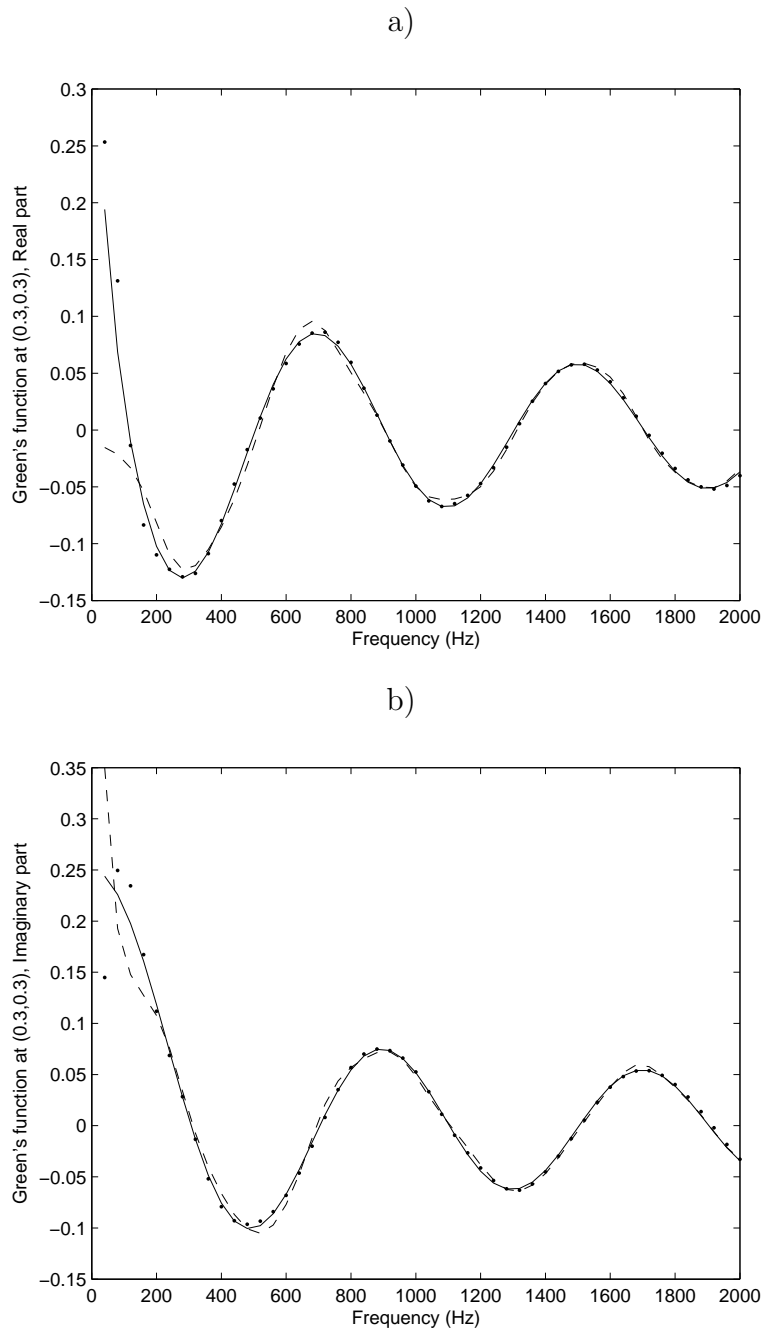 a)
0.3
0.25
0.2
0.15
0.1
0.05
0
−0.05
−0.1
−0.15
Green's function at (0.3,0.3), Real part
0 200 400 600 800 1000 1200 1400 1600 1800 2000
Frequency (Hz)
b)
0.35
0.3
0.25
0.2
0.15
0.1
0.05
0
−0.05
−0.1
−0.15
Green's function at (0.3,0.3), Imaginary part
0 200 400 600 800 1000 1200 1400 1600 1800 2000
Frequency (Hz)